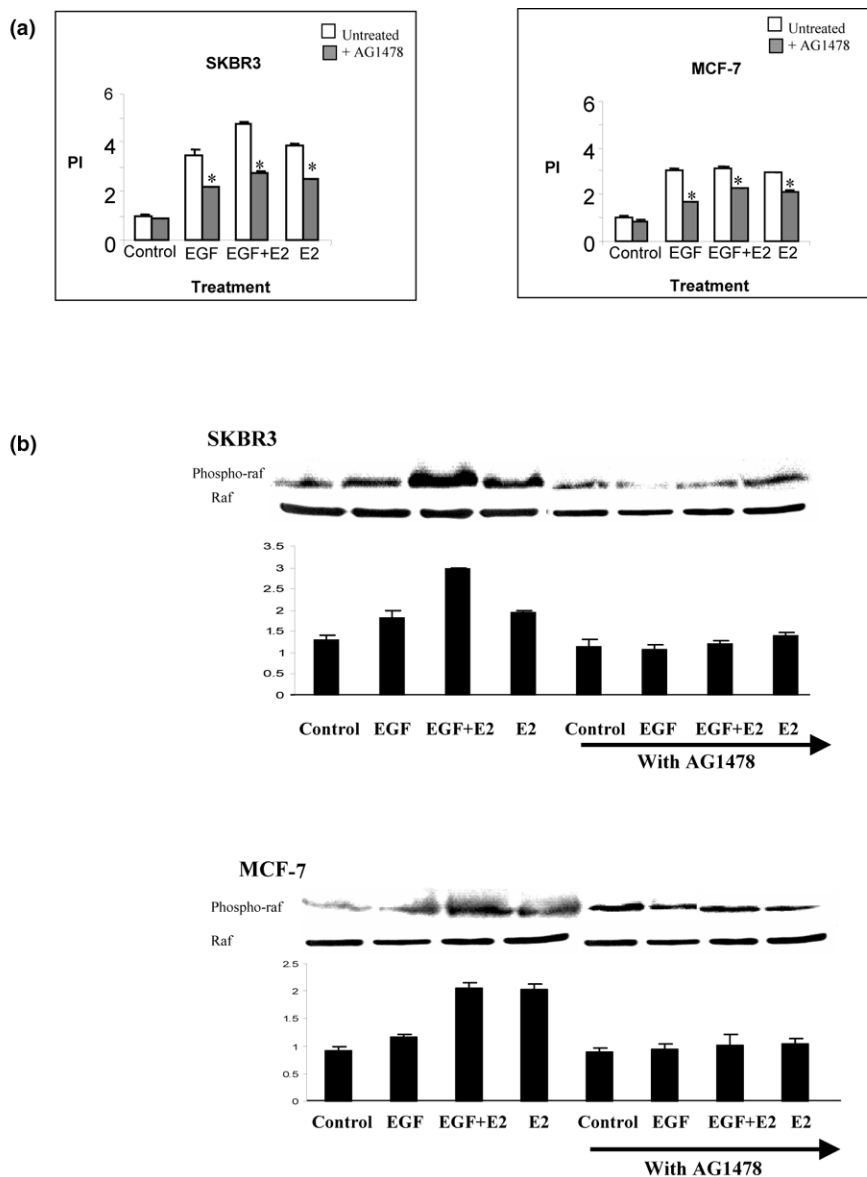 (a)
SKBR3
Untreated
+ AG1478
PI
6
4
2
0
Control EGF EGF+E2 E2
* * *
Treatment
MCF-7
Untreated
+ AG1478
PI
6
4
2
0
Control EGF EGF+E2 E2
* * *
Treatment
(b)
SKBR3
Phospho-raf
Raf
3.5
3
2.5
2
1.5
1
0.5
0
Control EGF EGF+E2 E2 Control EGF EGF+E2 E2
With AG1478
MCF-7
Phospho-raf
Raf
2.5
2
1.5
1
0.5
0
Control EGF EGF+E2 E2 Control EGF EGF+E2 E2
With AG1478